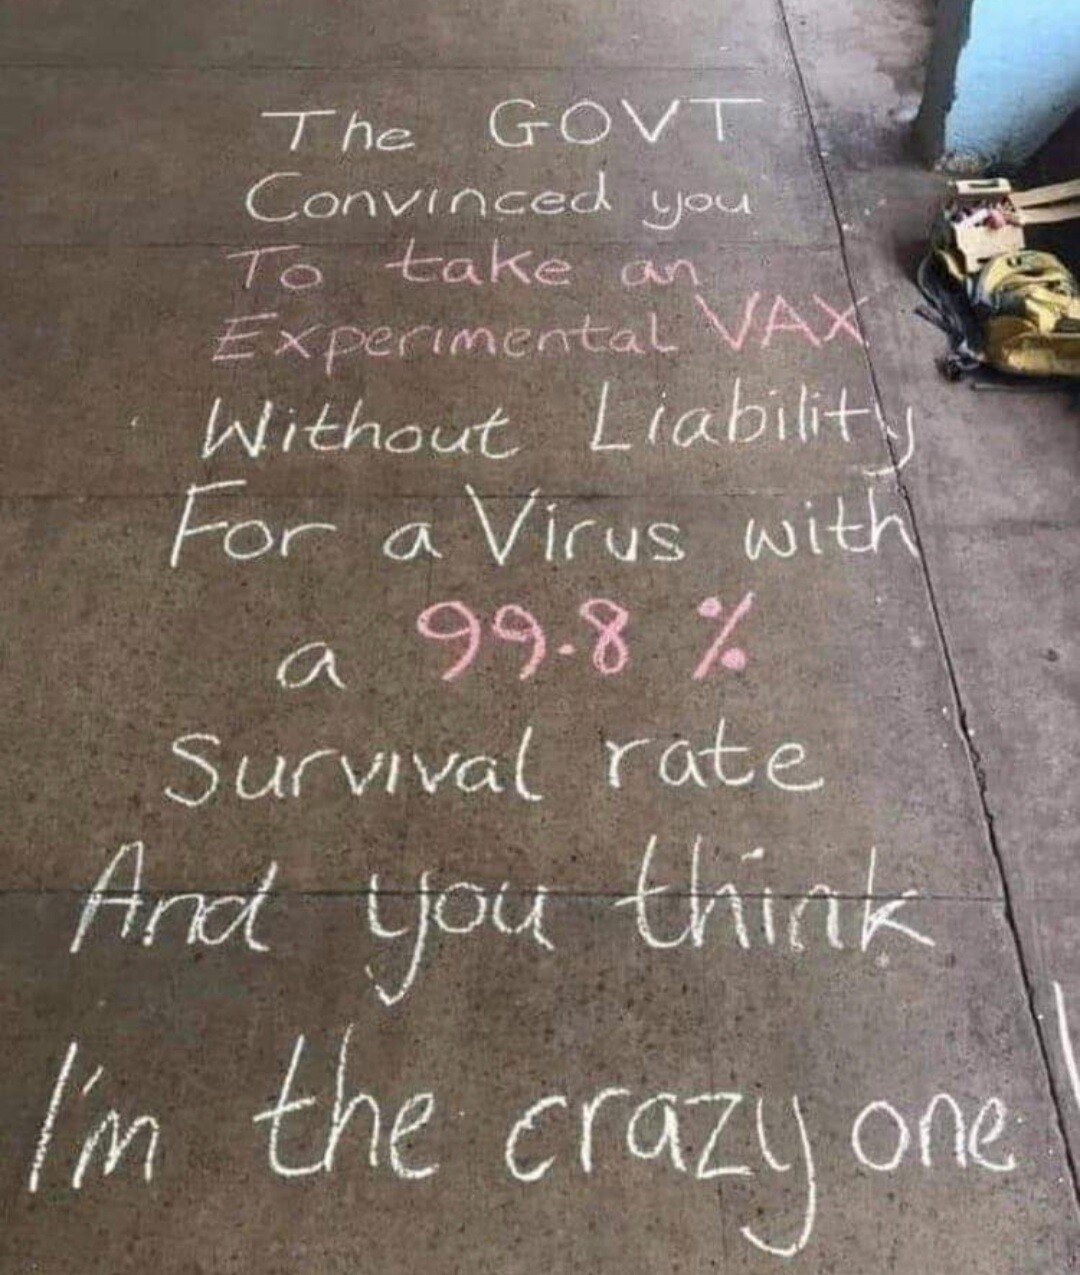 The GOVT
Convinced you
To take an
Experimental VAX
Without Liability
For a Virus with
a 99.8 %
Survival rate
And you think
I'm the crazy one